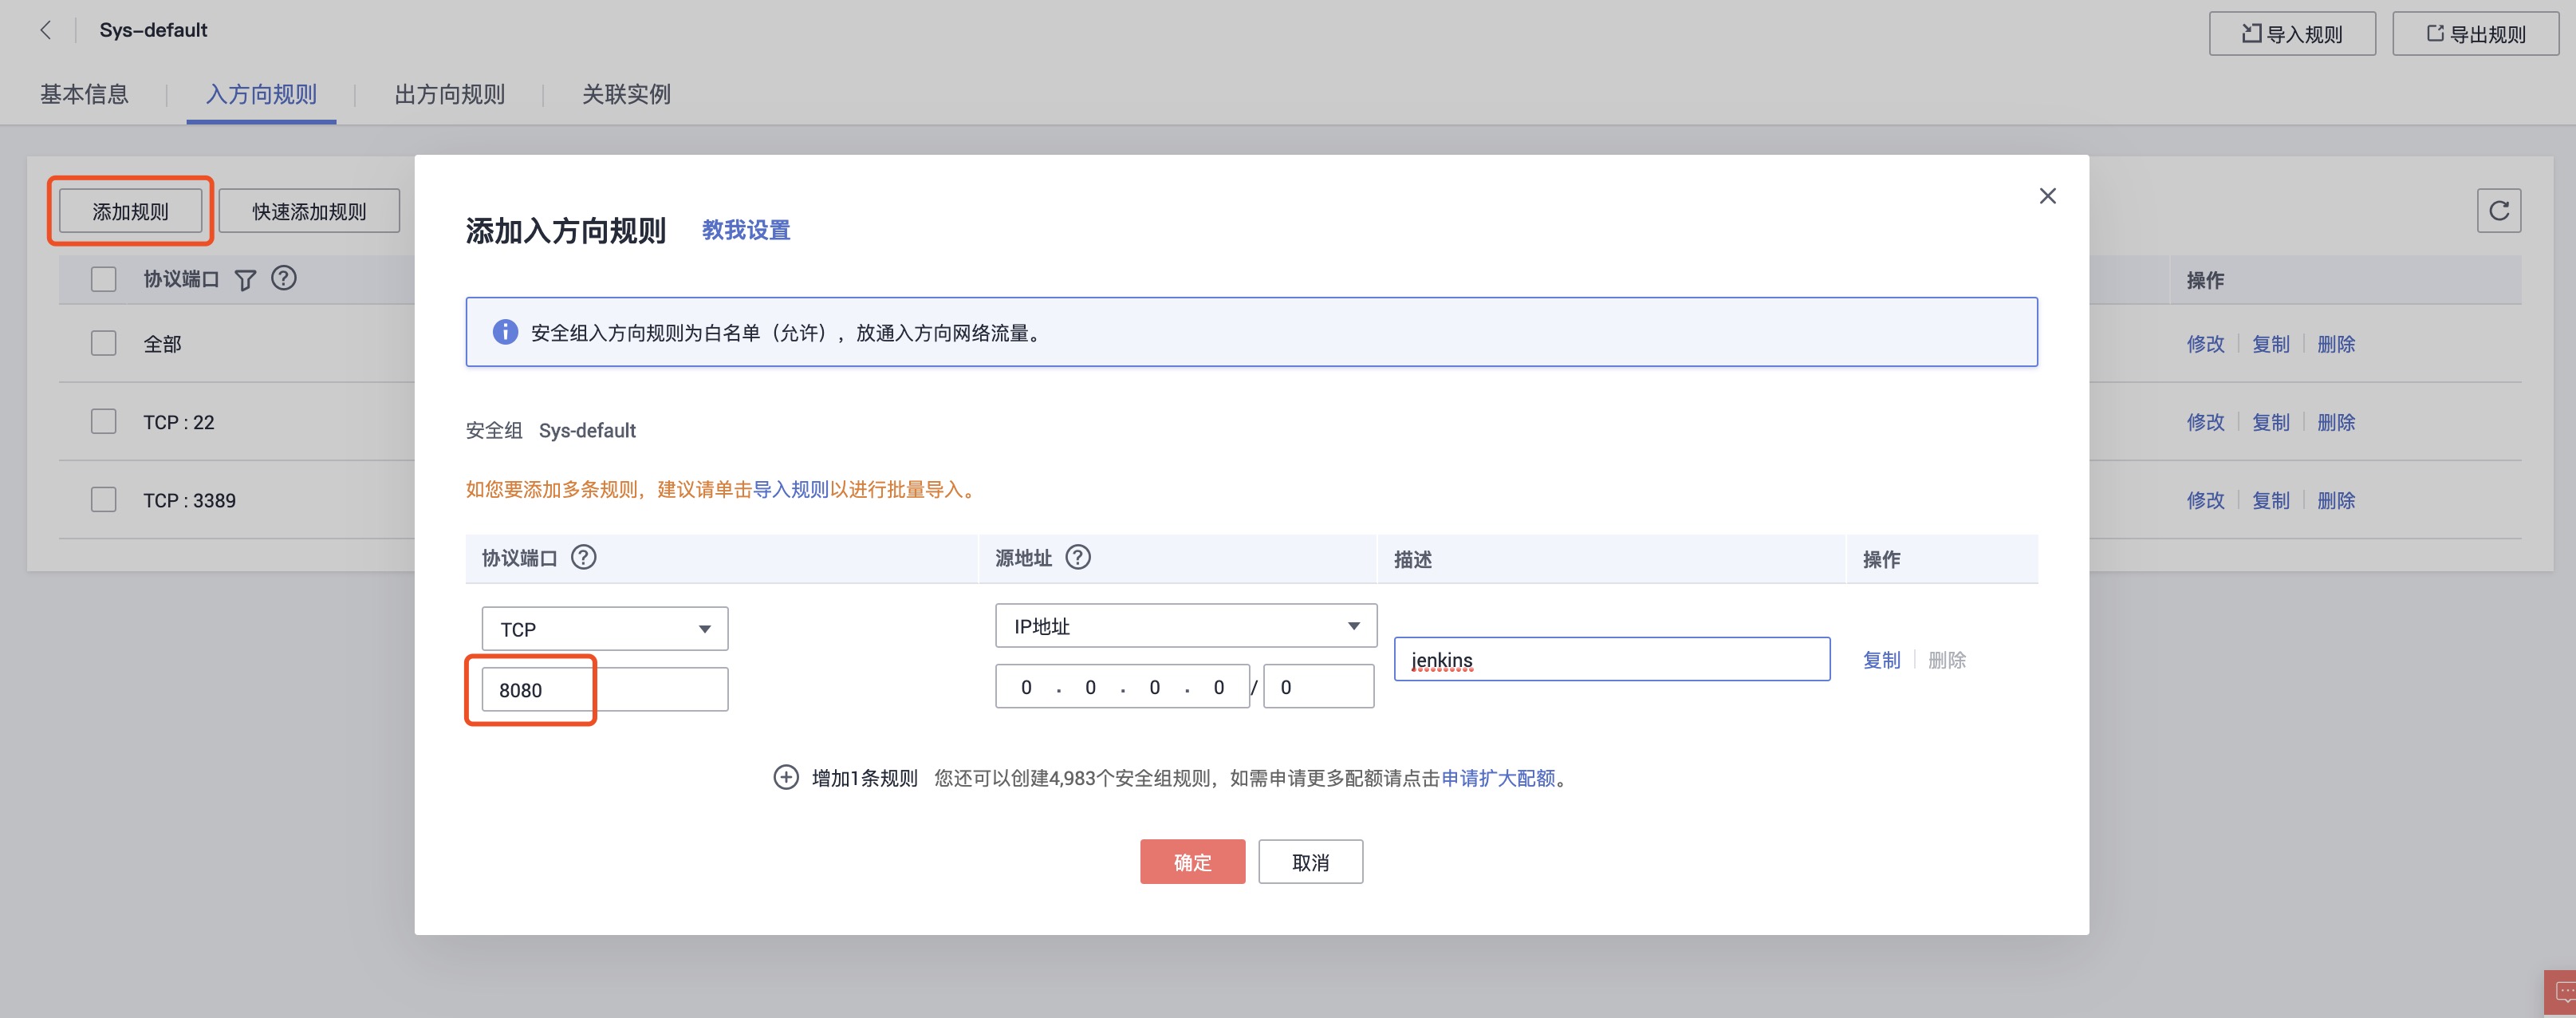 Sys-default
导入规则
导出规则
基本信息
入方向规则
出方向规则
关联实例
添加规则
快速添加规则
协议端口
操作
全部
修改 复制 删除
TCP : 22
修改 复制 删除
TCP : 3389
修改 复制 删除
添加入方向规则 教我设置
安全组入方向规则为白名单（允许），放通入方向网络流量。
安全组 Sys-default
如您要添加多条规则，建议请单击导入规则以进行批量导入。
协议端口 源地址 描述 操作
TCP
IP地址
8080
0 . 0 . 0 . 0 / 0
jenkins
复制 删除
增加1条规则 您还可以创建4,983个安全组规则，如需申请更多配额请点击申请扩大配额。
确定
取消